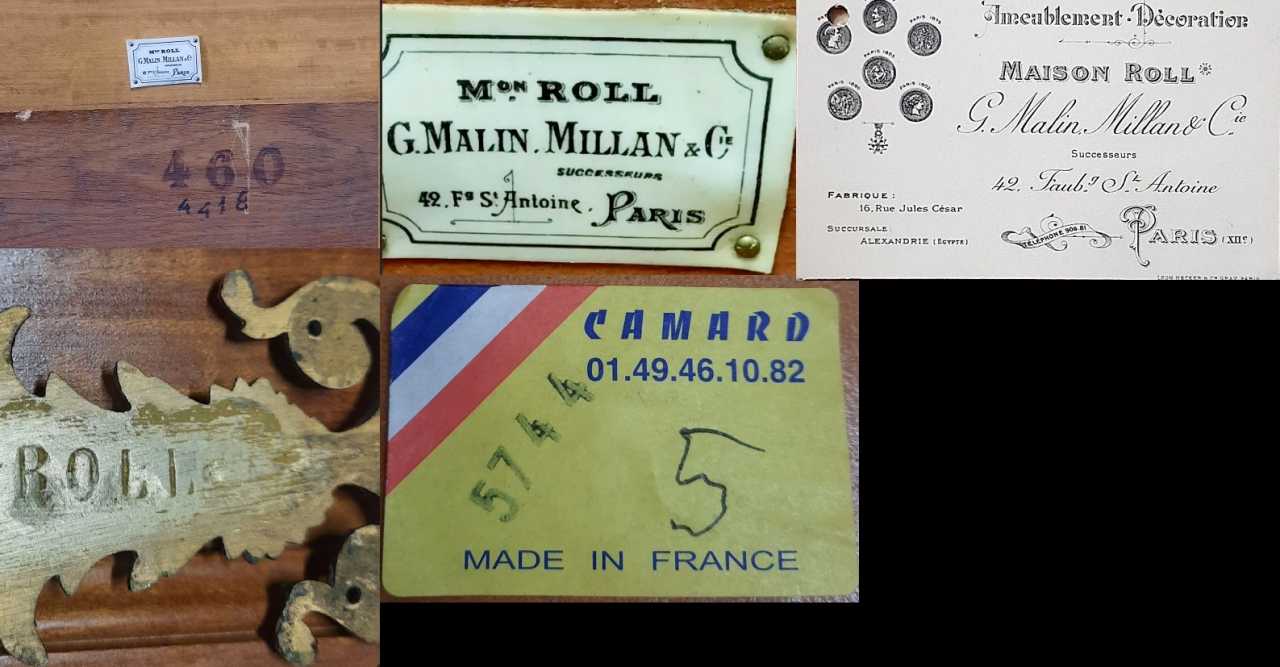 Mon ROLL
G. MALIN. MILLAN & Cie
PARIS
460
4418
Mon. ROLL
G. MALIN. MILLAN & CIE
SUCCESSEURS
42, Fg St Antoine. PARIS
Ameublement - Décoration
MAISON ROLL
G. Malin, Millan & Cie
Successeurs
42, Faubg St Antoine
PARIS (XIIe)
TÉLÉPHONE 908.81
FABRIQUE :
16, Rue Jules César
SUCCURSALE :
ALEXANDRIE (EGYPTE)
ROLL
CAMARD
01.49.46.10.82
5744
5
MADE IN FRANCE